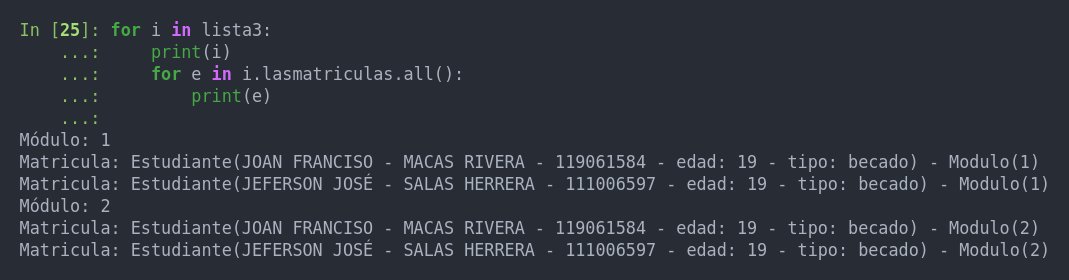 In [25]: for i in lista3:
    ...:     print(i)
    ...:     for e in i.lasmatriculas.all():
    ...:         print(e)
    ...:
Módulo: 1
Matricula: Estudiante(JOAN FRANCISO - MACAS RIVERA - 119061584 - edad: 19 - tipo: becado) - Modulo(1)
Matricula: Estudiante(JEFERSON JOSÉ - SALAS HERRERA - 111006597 - edad: 19 - tipo: becado) - Modulo(1)
Módulo: 2
Matricula: Estudiante(JOAN FRANCISO - MACAS RIVERA - 119061584 - edad: 19 - tipo: becado) - Modulo(2)
Matricula: Estudiante(JEFERSON JOSÉ - SALAS HERRERA - 111006597 - edad: 19 - tipo: becado) - Modulo(2)